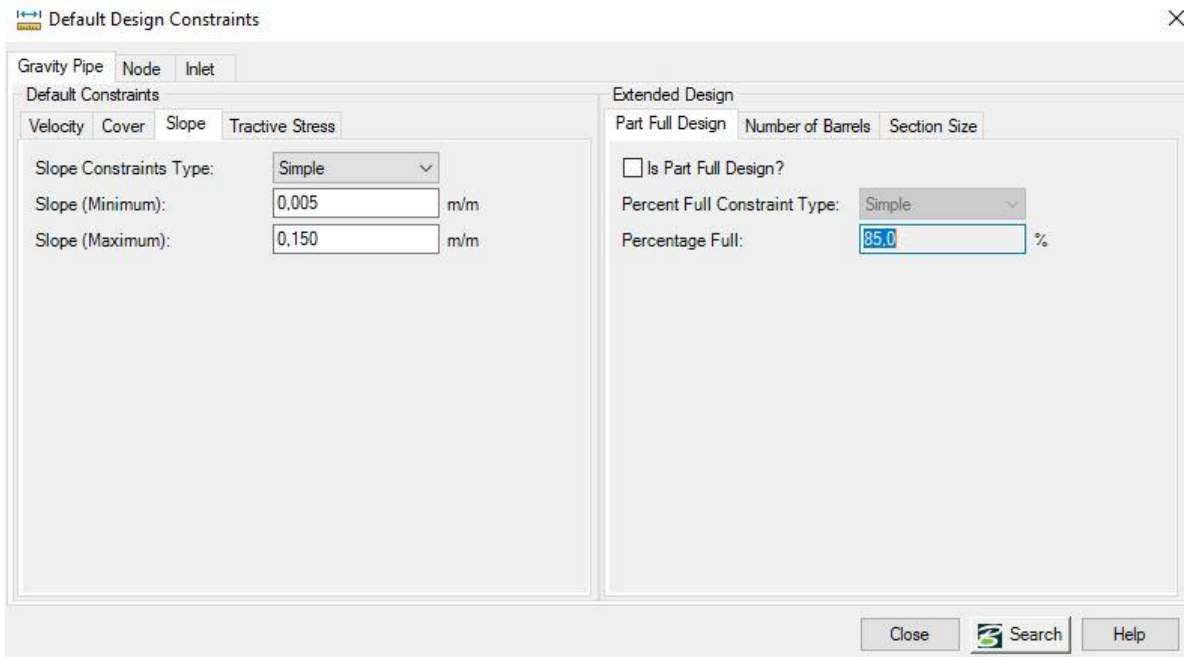 Default Design Constraints
Gravity Pipe Node Inlet
Default Constraints
Velocity Cover Slope Tractive Stress
Slope Constraints Type: Simple
Slope (Minimum): 0,005 m/m
Slope (Maximum): 0,150 m/m
Extended Design
Part Full Design Number of Barrels Section Size
Is Part Full Design?
Percent Full Constraint Type: Simple
Percentage Full: 85,0 %
Close Search Help